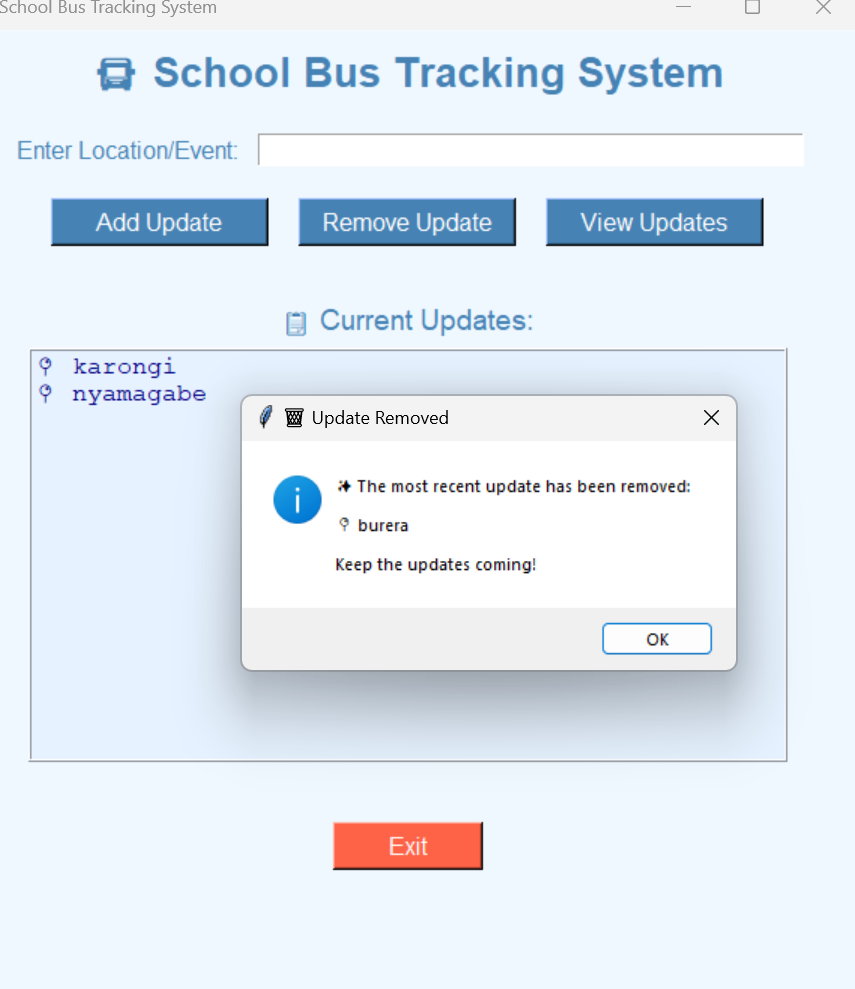 School Bus Tracking System
School Bus Tracking System
Enter Location/Event:
Add Update Remove Update View Updates
Current Updates:
karongi
nyamagabe
Update Removed
The most recent update has been removed:
burera
Keep the updates coming!
OK
Exit